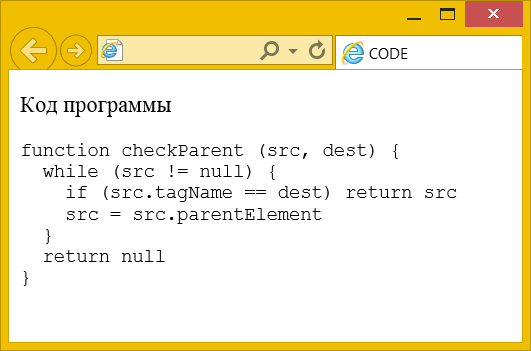 CODE
Код программы
function checkParent (src, dest) {
  while (src != null) {
    if (src.tagName == dest) return src
    src = src.parentElement
  }
  return null
}